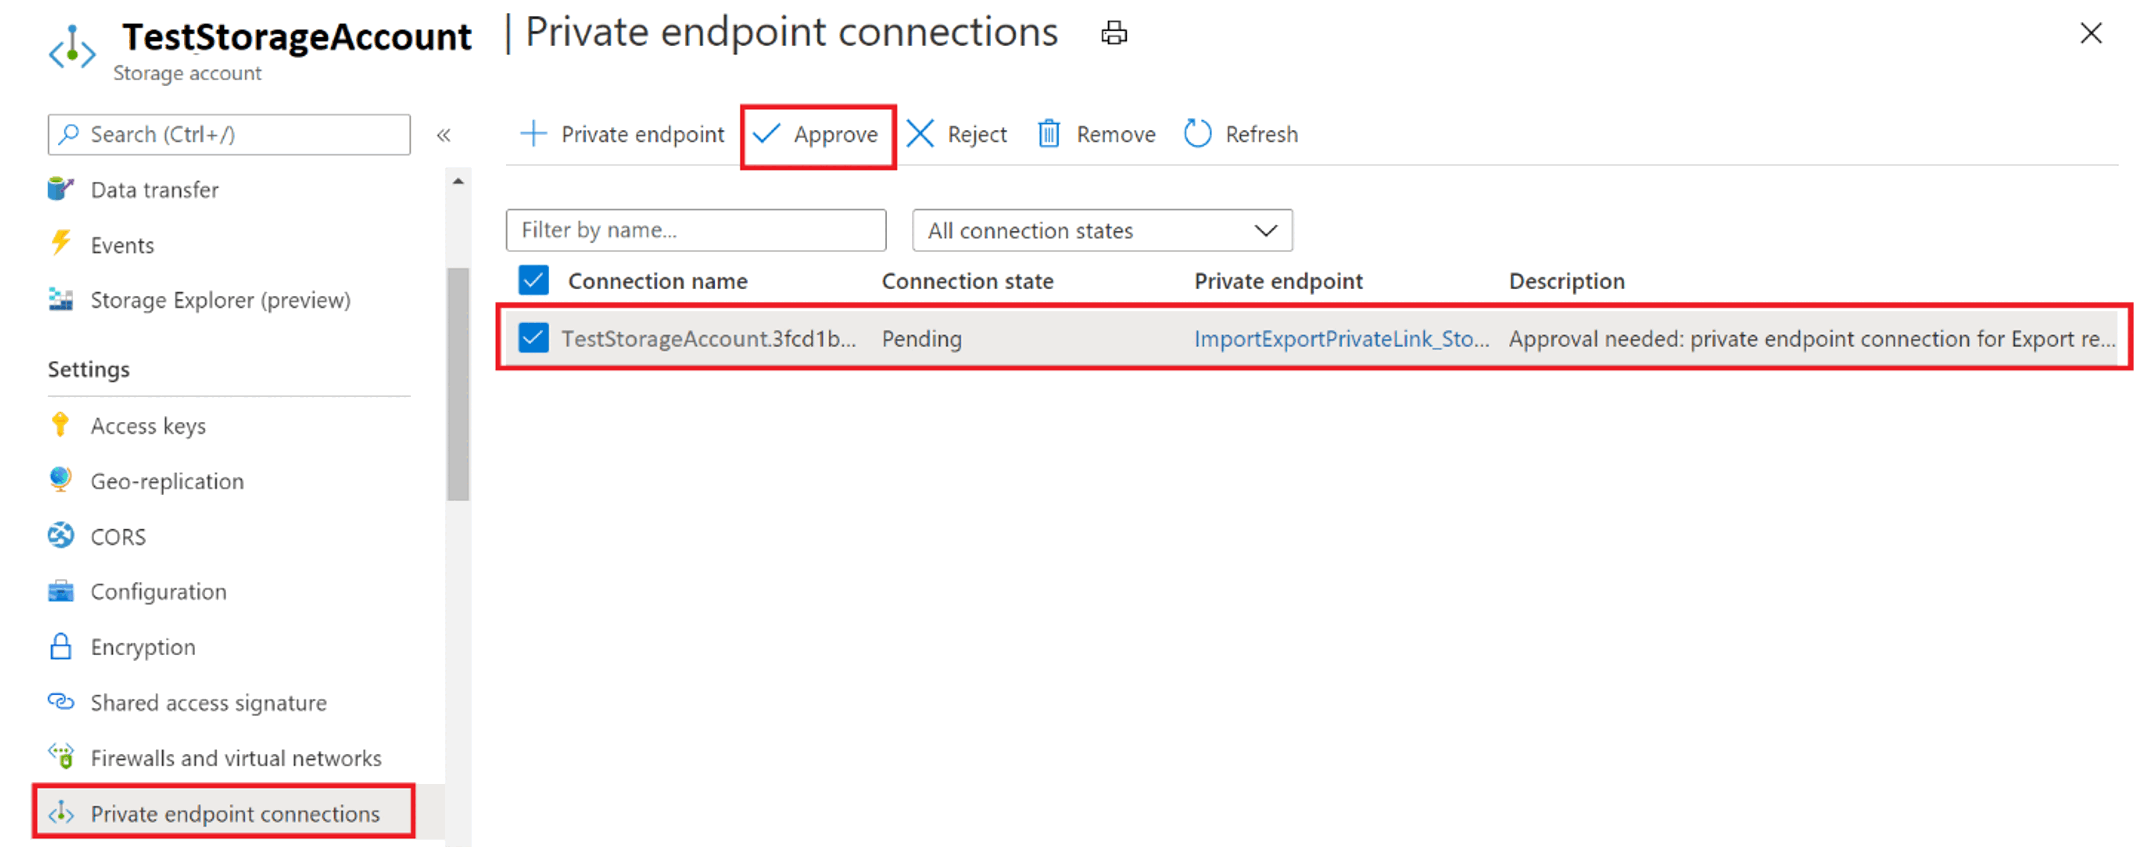 TestStorageAccount | Private endpoint connections
Storage account
Search (Ctrl+/)
«
Data transfer
Events
Storage Explorer (preview)
Settings
Access keys
Geo-replication
CORS
Configuration
Encryption
Shared access signature
Firewalls and virtual networks
Private endpoint connections
Private endpoint Approve Reject Remove Refresh
Filter by name... All connection states
Connection name Connection state Private endpoint Description
TestStorageAccount.3fcd1b... Pending ImportExportPrivateLink_Sto... Approval needed: private endpoint connection for Export re...